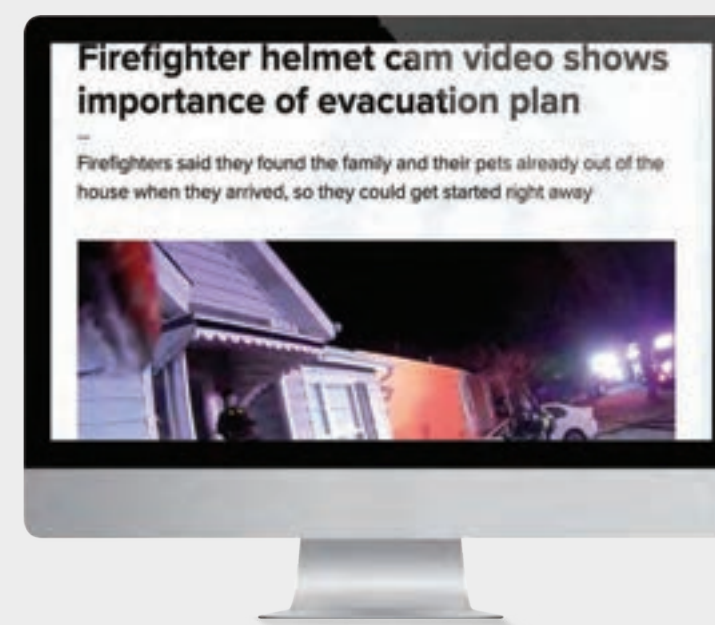 Firefighter helmet cam video shows
importance of evacuation plan
Firefighters said they found the family and their pets already out of the
house when they arrived, so they could get started right away